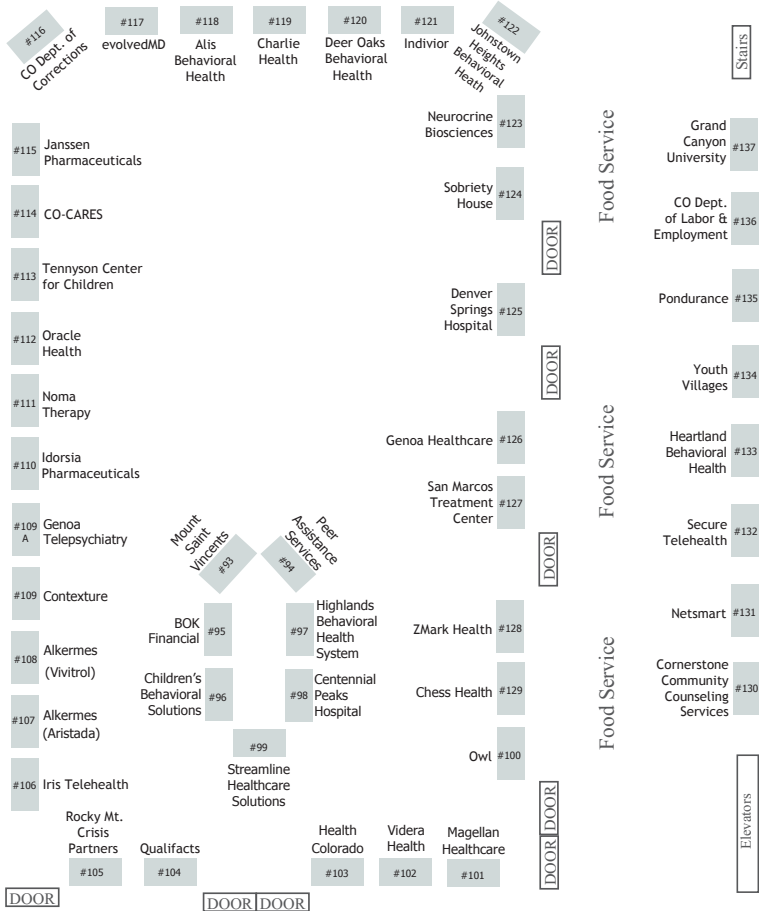 #116
CO Dept. of
Corrections
#117
evolvedMD
#118
Alis
Behavioral
Health
#119
Charlie
Health
#120
Deer Oaks
Behavioral
Health
#121
Indivior
#122
Johnstown
Heights
Behavioral
Heath
Stairs
#115
Janssen
Pharmaceuticals
#114
CO-CARES
#113
Tennyson Center
for Children
#112
Oracle
Health
#111
Noma
Therapy
#110
Idorsia
Pharmaceuticals
#109
A
Genoa
Telepsychiatry
#109
Contexture
#108
Alkermes
(Vivitrol)
#107
Alkermes
(Aristada)
#106
Iris Telehealth
Rocky Mt.
Crisis
Partners
#105
Qualifacts
#104
DOOR
DOOR
DOOR
Mount
Saint
Vincents
#93
Peer
Assistance
Services
#94
BOK
Financial
#95
Highlands
Behavioral
Health
System
#97
Children's
Behavioral
Solutions
#96
Centennial
Peaks
Hospital
#98
#99
Streamline
Healthcare
Solutions
Health
Colorado
#103
Videra
Health
#102
Magellan
Healthcare
#101
Neurocrine
Biosciences
#123
Sobriety
House
#124
DOOR
Denver
Springs
Hospital
#125
DOOR
Genoa Healthcare
#126
San Marcos
Treatment
Center
#127
DOOR
ZMark Health
#128
Chess Health
#129
Owl
#100
DOOR
DOOR
Food Service
Food Service
Food Service
Grand
Canyon
University
#137
CO Dept.
of Labor &
Employment
#136
Pondurance
#135
Youth
Villages
#134
Heartland
Behavioral
Health
#133
Secure
Telehealth
#132
Netsmart
#131
Cornerstone
Community
Counseling
Services
#130
Elevators